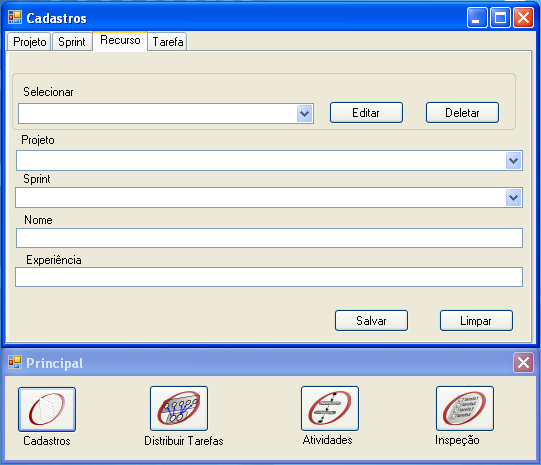 Cadastros
Projeto Sprint Recurso Tarefa
Selecionar
Editar Deletar
Projeto
Sprint
Nome
Experiência
Salvar Limpar
Principal
Cadastros Distribuir Tarefas Atividades Inspeção